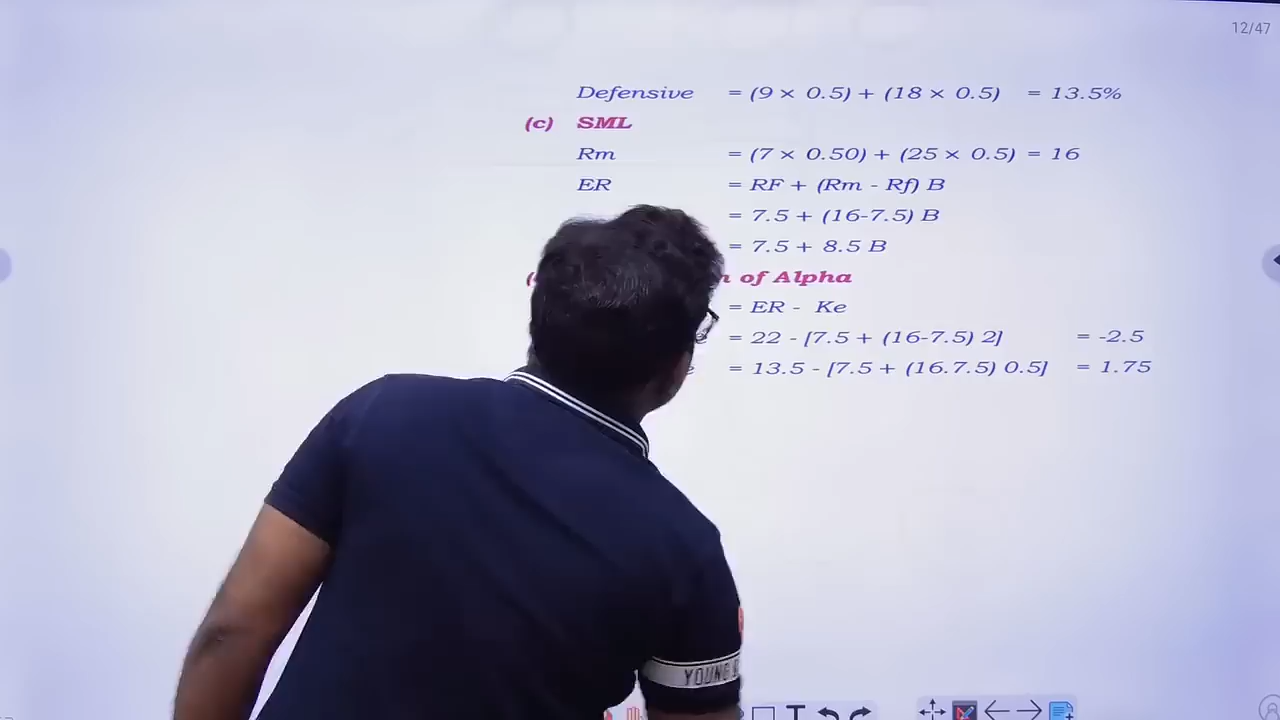 12/47
Defensive = (9 × 0.5) + (18 × 0.5) = 13.5%
(c) SML
Rm = (7 × 0.50) + (25 × 0.5) = 16
ER = RF + (Rm - Rf) B
= 7.5 + (16-7.5) B
= 7.5 + 8.5 B
of Alpha
= ER - Ke
= 22 - [7.5 + (16-7.5) 2] = -2.5
= 13.5 - [7.5 + (16.7.5) 0.5] = 1.75
YOUNG
T